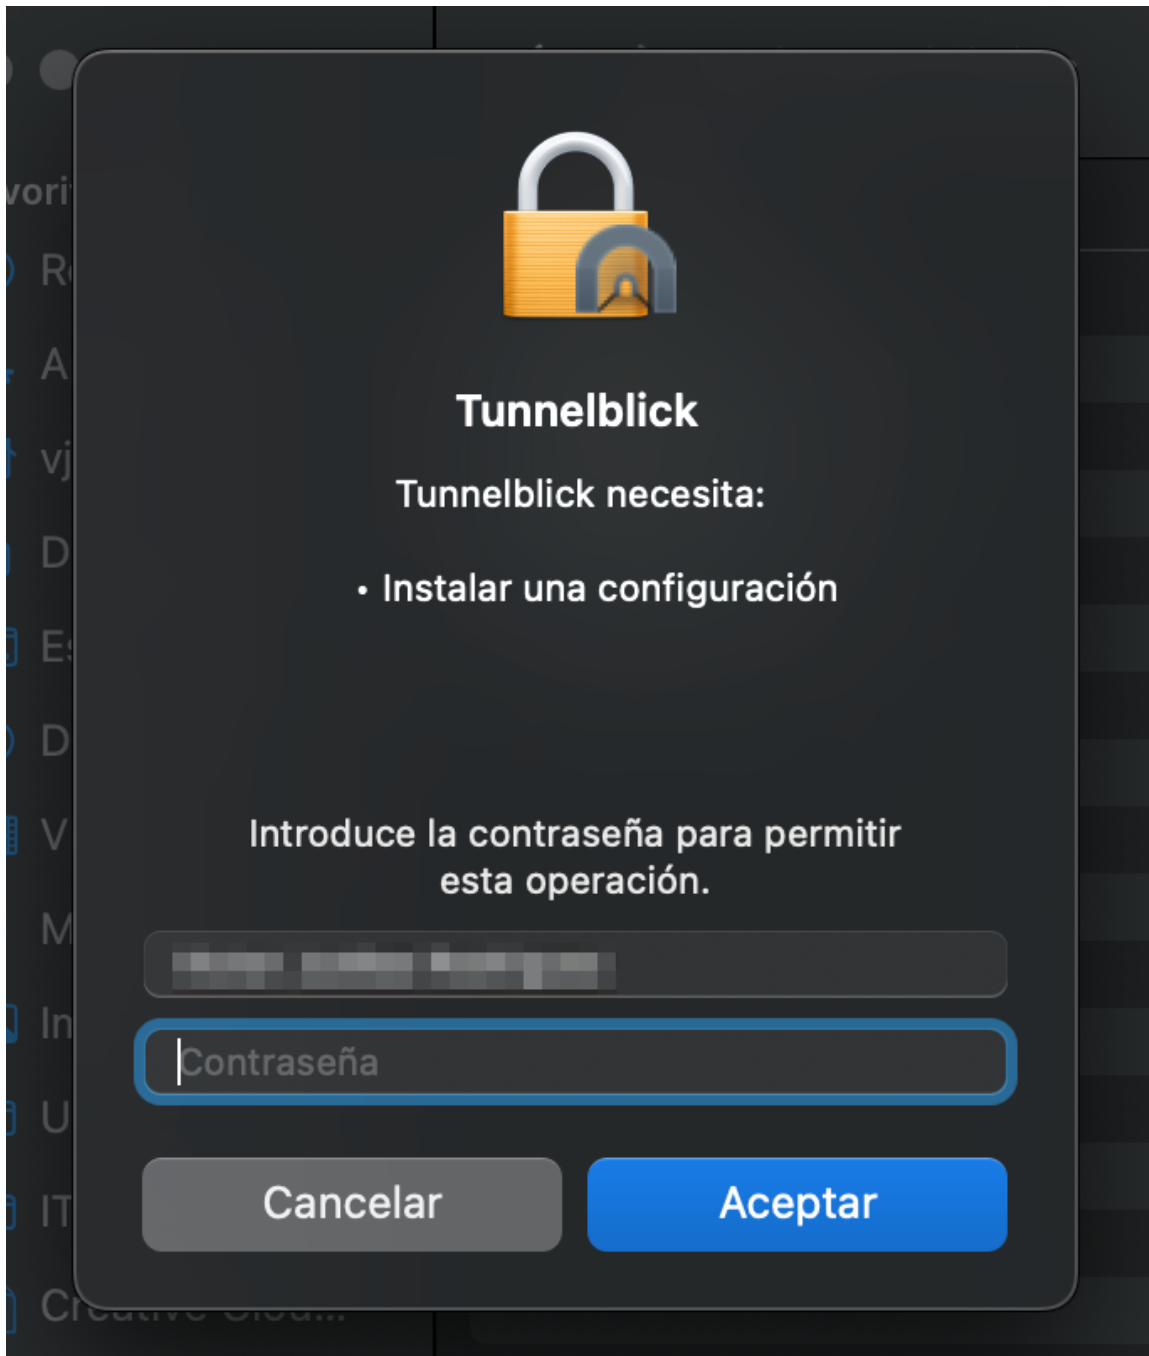 Tunnelblick
Tunnelblick necesita:
• Instalar una configuración
Introduce la contraseña para permitir
esta operación.
Contraseña
Cancelar
Aceptar